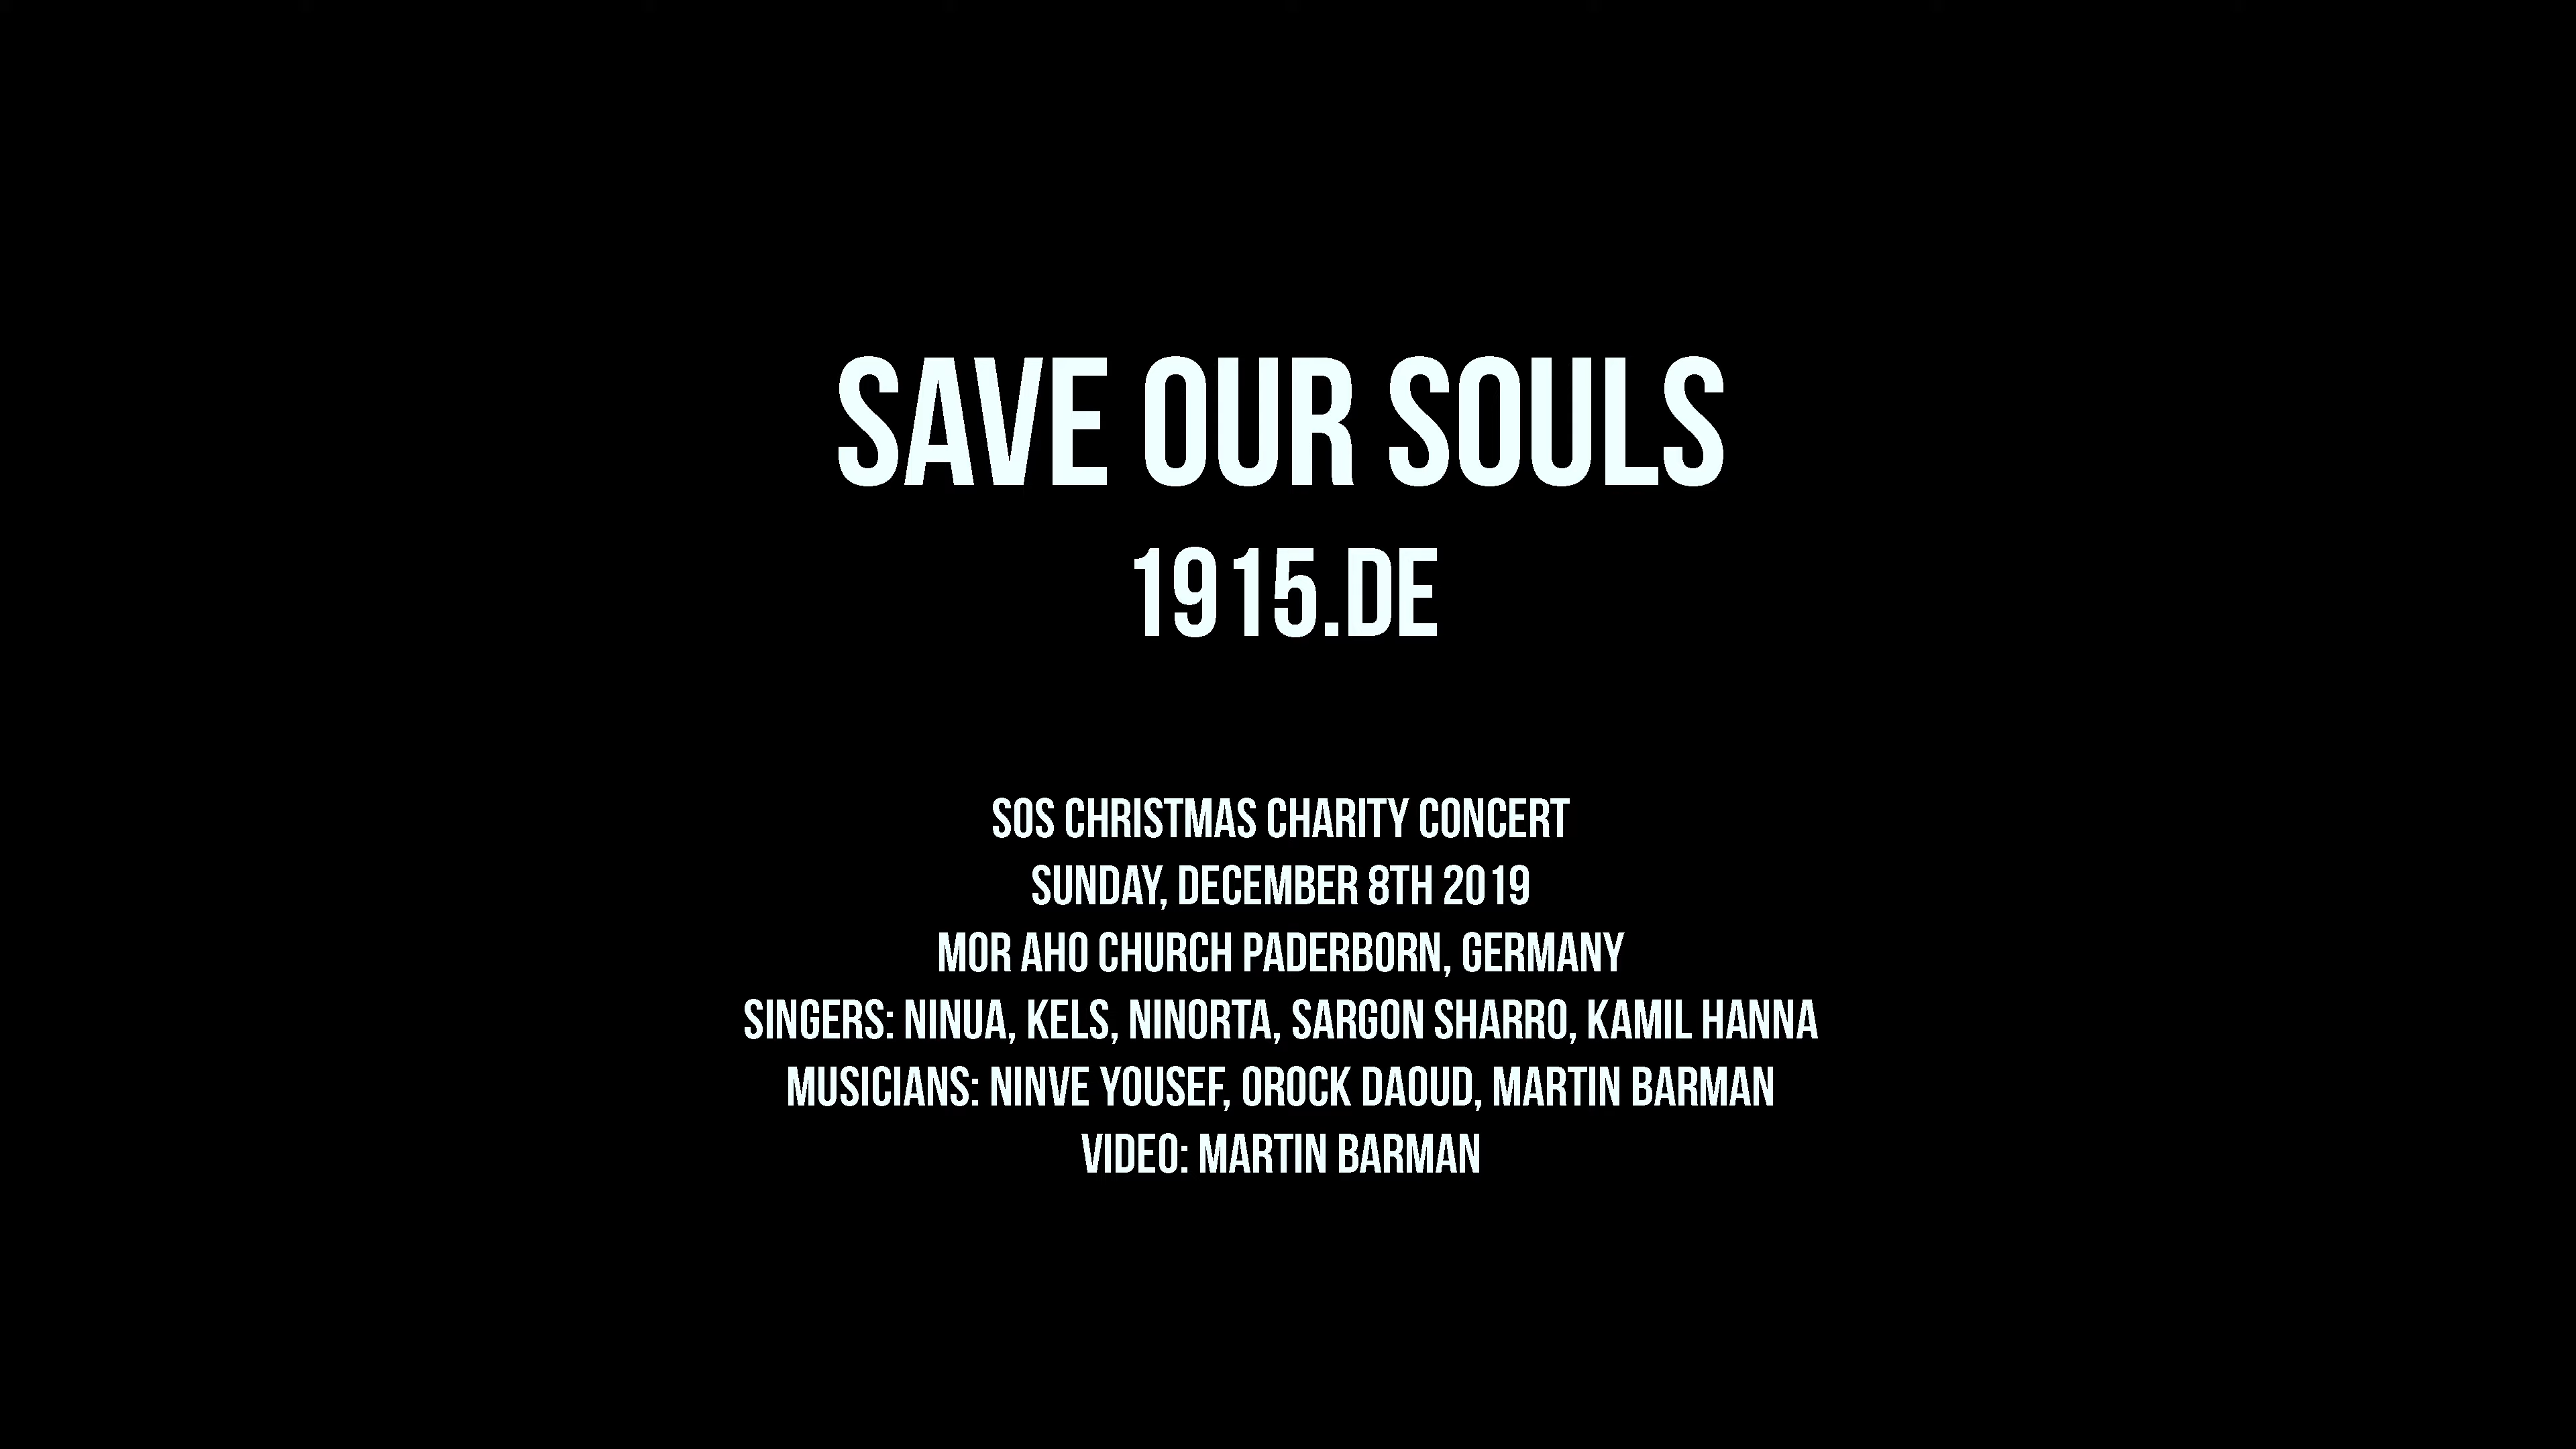 SAVE OUR SOULS
1915.DE
SOS CHRISTMAS CHARITY CONCERT
SUNDAY, DECEMBER 8TH 2019
MOR AHO CHURCH PADERBORN, GERMANY
SINGERS: NINUA, KELS, NINORTA, SARGON SHARRO, KAMIL HANNA
MUSICIANS: NINVE YOUSEF, OROCK DAOUD, MARTIN BARMAN
VIDEO: MARTIN BARMAN